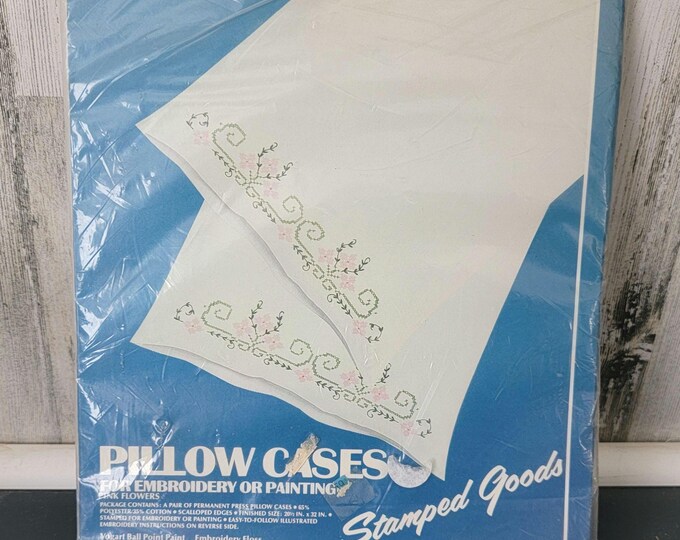 PILLOW CASES
FOR EMBROIDERY OR PAINTING
PINK FLOWERS
PACKAGE CONTAINS: A PAIR OF PERMANENT PRESS PILLOW CASES • 65%
POLYESTER/35% COTTON • SCALLOPED EDGES • FINISHED SIZE: 20½ IN. x 32 IN. •
STAMPED FOR EMBROIDERY OR PAINTING • EASY-TO-FOLLOW ILLUSTRATED
EMBROIDERY INSTRUCTIONS ON REVERSE SIDE.
Vogart Ball Point Paint Embroidery Floss
Stamped Goods